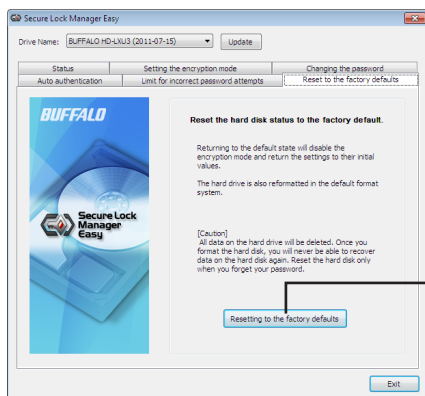 Secure Lock Manager Easy
Drive Name: BUFFALO HD-LXU3 (2011-07-15) Update
Status Setting the encryption mode Changing the password
Auto authentication Limit for incorrect password attempts Reset to the factory defaults
BUFFALO
Secure Lock
Manager
Easy
Reset the hard disk status to the factory default.
Returning to the default state will disable the
encryption mode and return the settings to their initial
values.
The hard drive is also reformatted in the default format
system.
[Caution]
All data on the hard drive will be deleted. Once you
format the hard disk, you will never be able to recover
data on the hard disk again. Reset the hard disk only
when you forget your password.
Resetting to the factory defaults
Exit